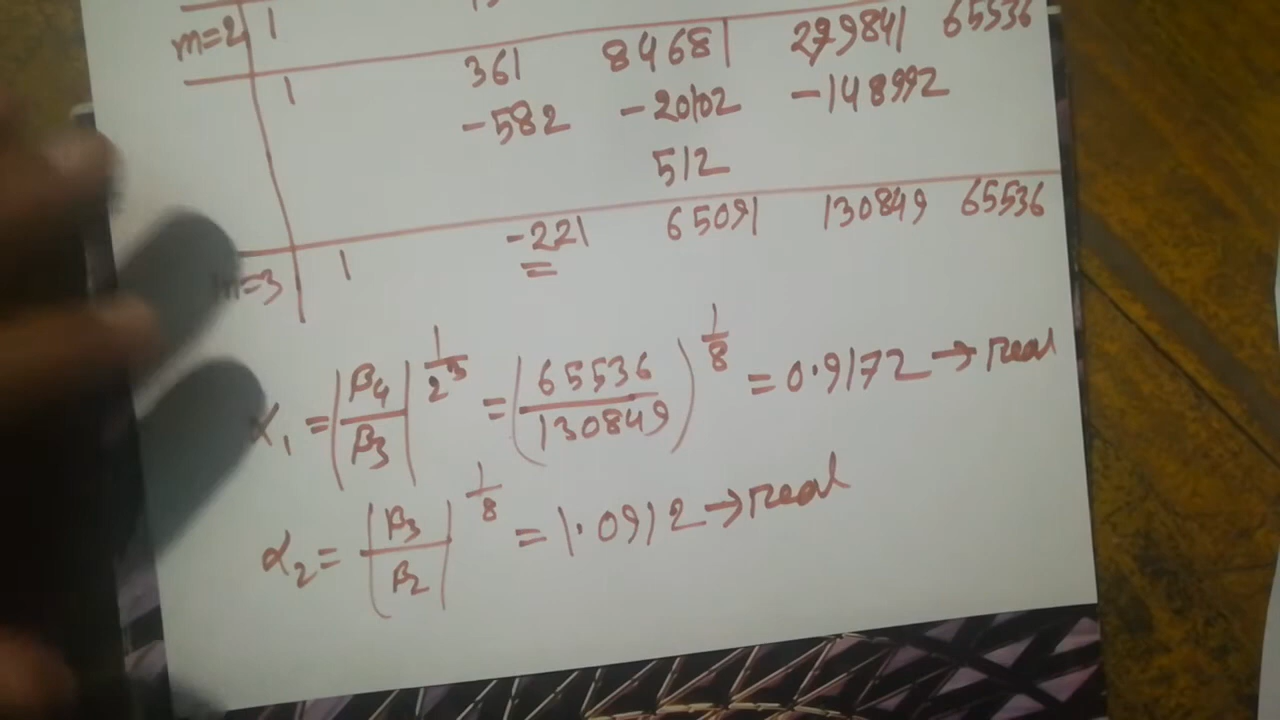 m=2 1
1 361 84681 279841 65536
-582 -20102 -148992
512
m=3 1 -221 65091 130849 65536
α₁ = |β₄/β₃|^(1/2³) = (65536/130849)^(1/8) = 0.9172 → real
α₂ = |β₃/β₂|^(1/8) = 1.0912 → real